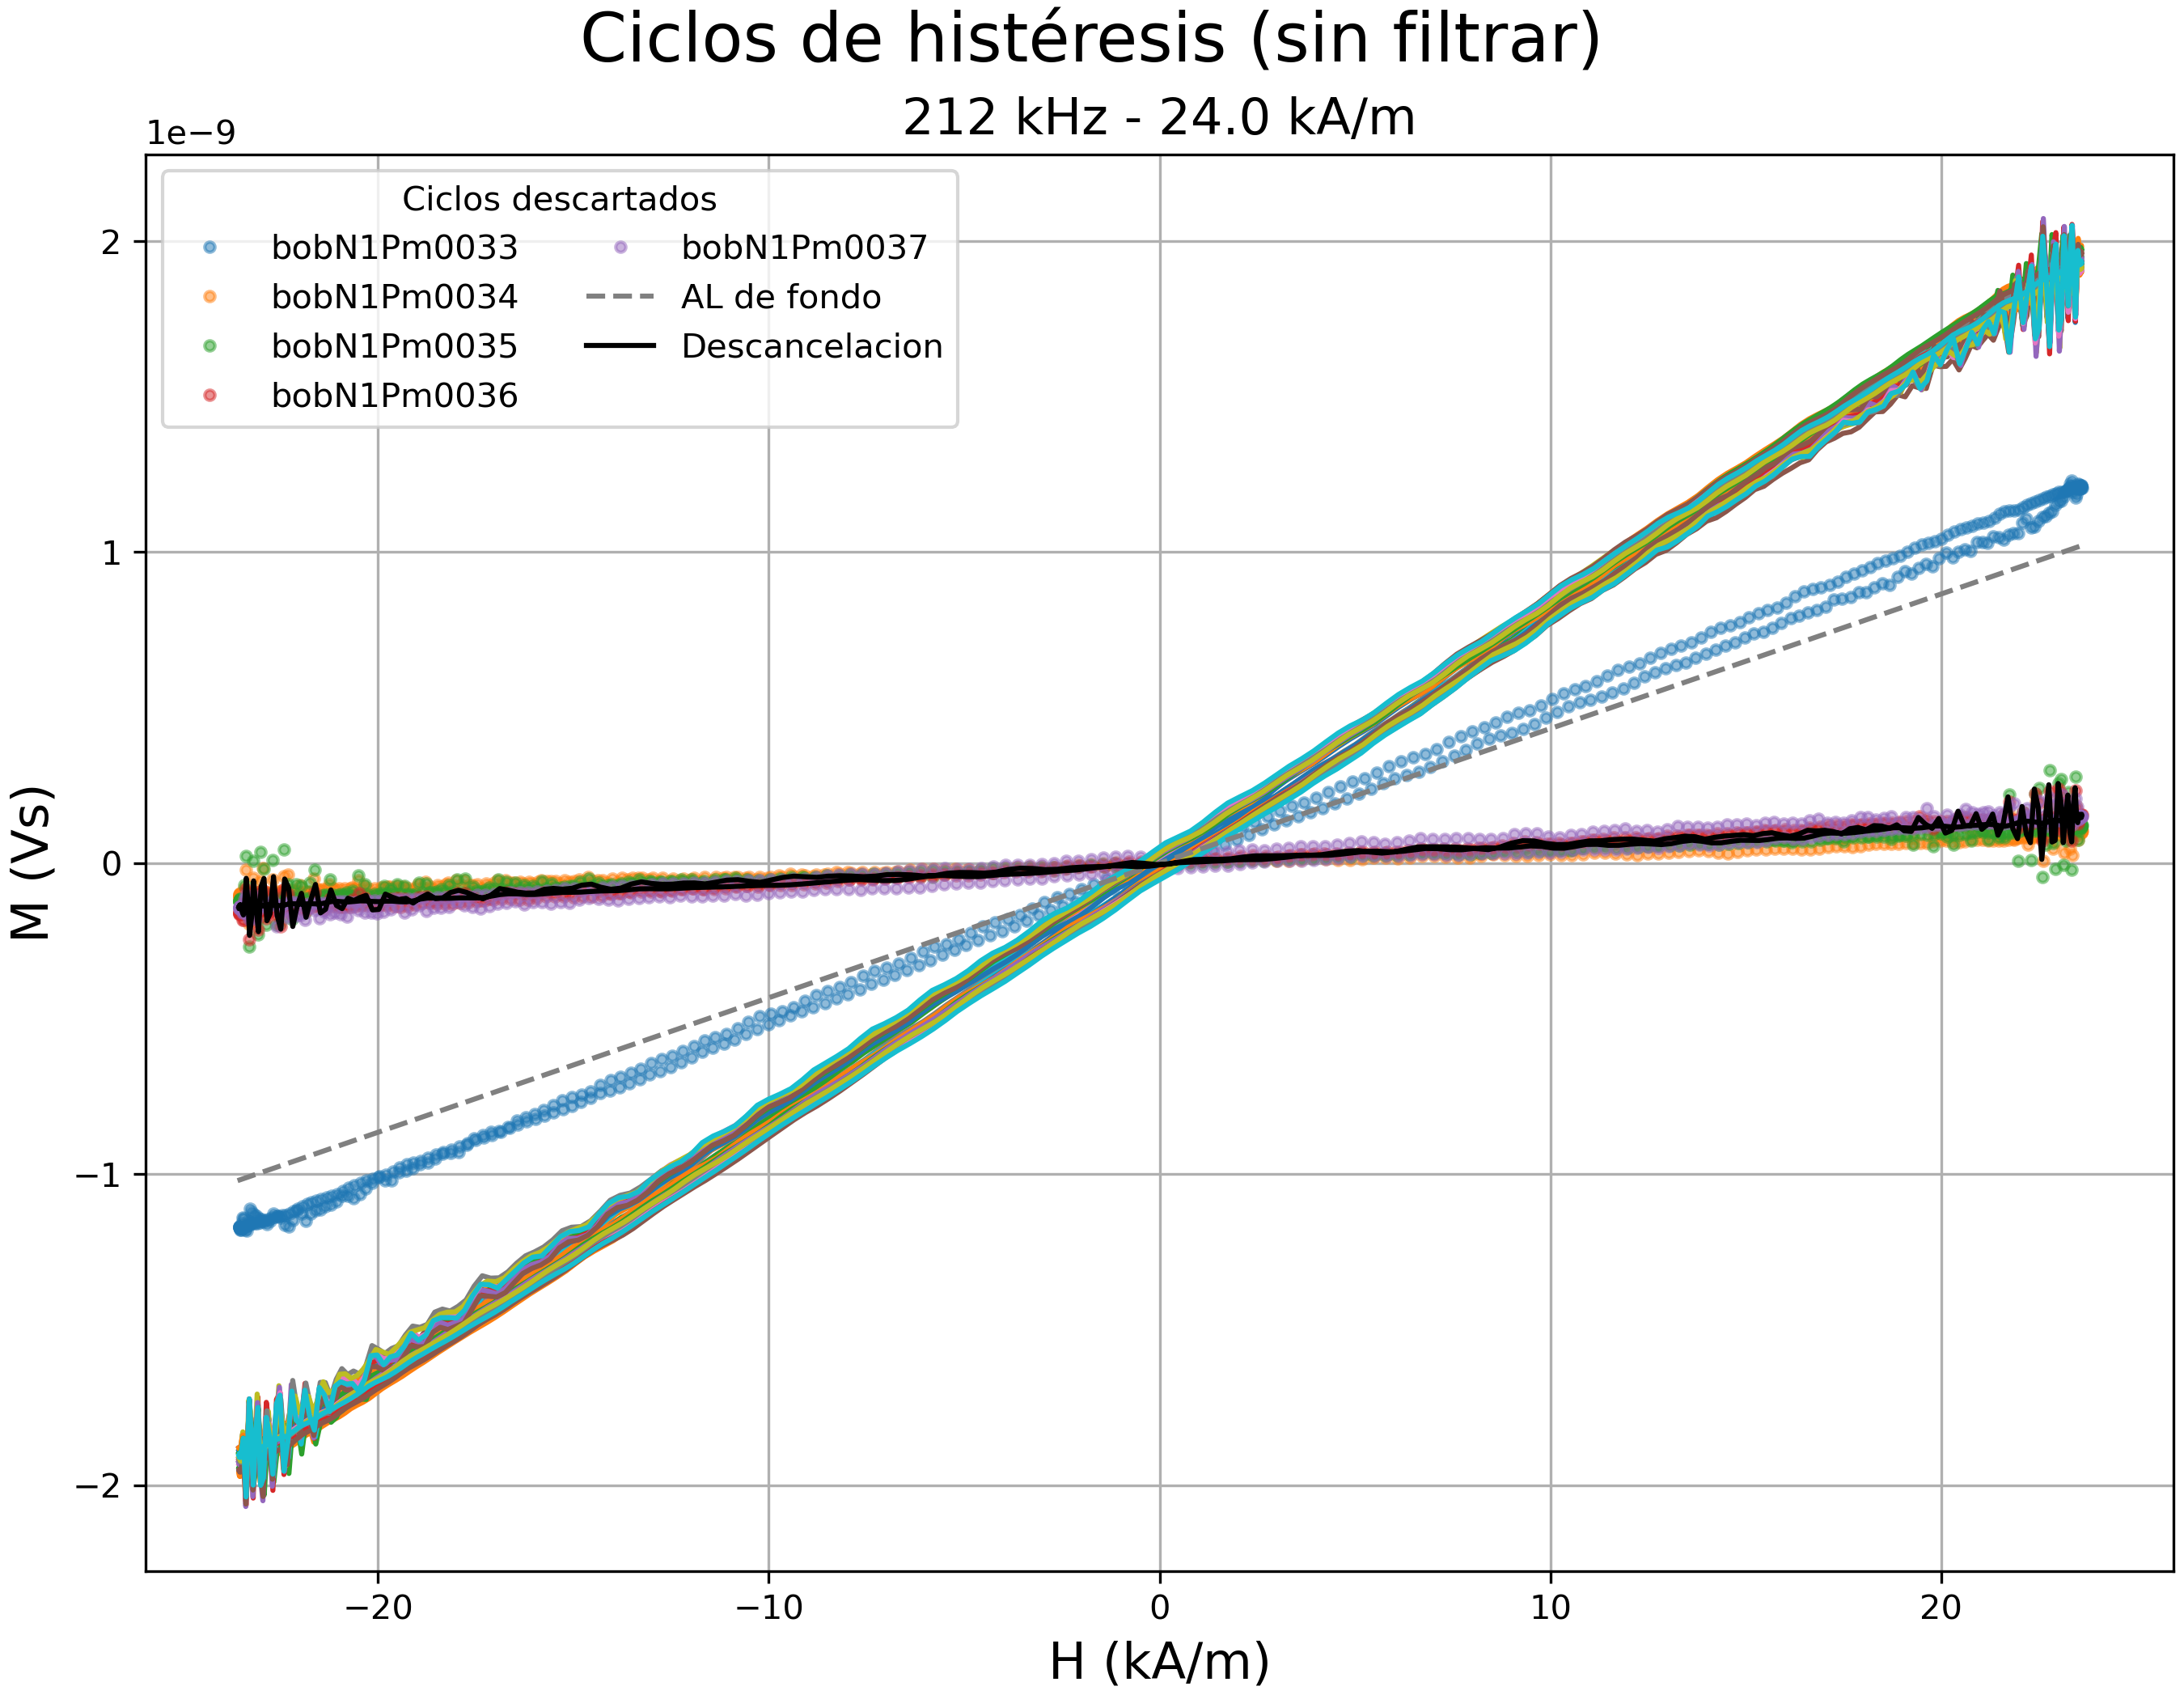 Ciclos de histéresis (sin filtrar)
212 kHz - 24.0 kA/m
1e−9
Ciclos descartados
bobN1Pm0033
bobN1Pm0034
bobN1Pm0035
bobN1Pm0036
bobN1Pm0037
AL de fondo
Descancelacion
2
1
0
−1
−2
M (Vs)
−20
−10
0
10
20
H (kA/m)